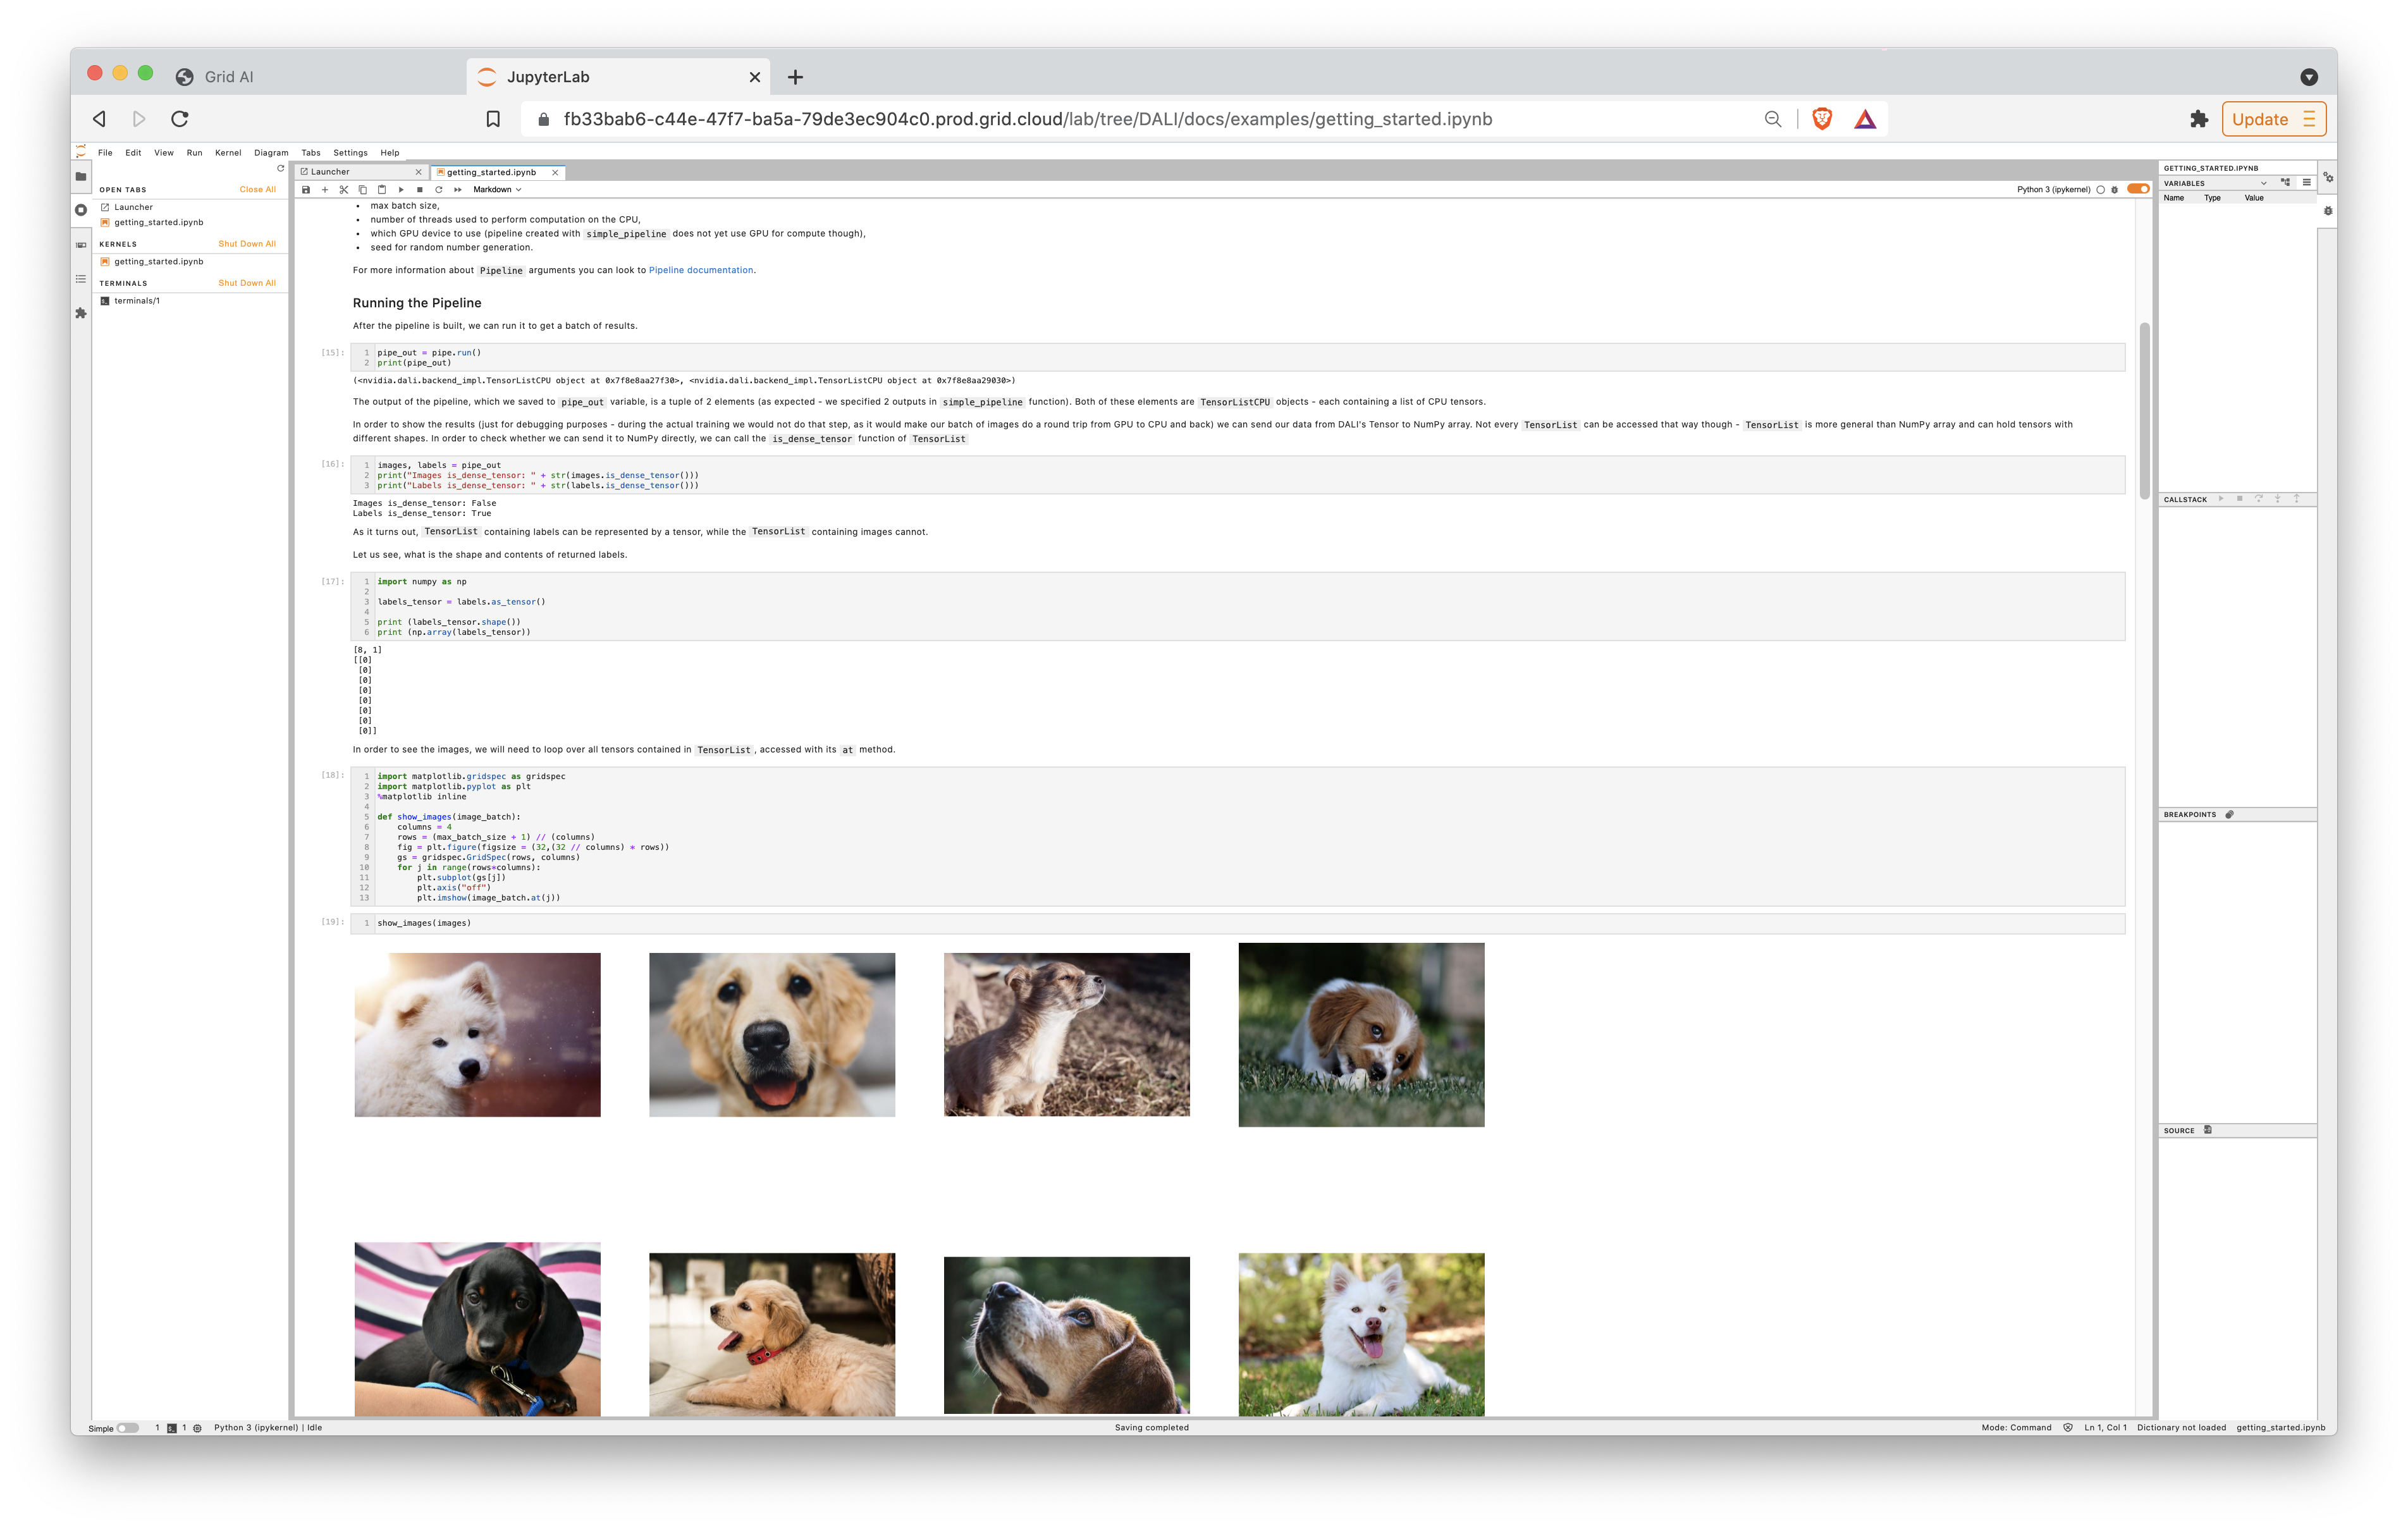 Grid AI
JupyterLab
fb33bab6-c44e-47f7-ba5a-79de3ec904c0.prod.grid.cloud/lab/tree/DALI/docs/examples/getting_started.ipynb
Update
File Edit View Run Kernel Diagram Tabs Settings Help
OPEN TABS Close All
Launcher
getting_started.ipynb
KERNELS Shut Down All
getting_started.ipynb
TERMINALS Shut Down All
terminals/1
Launcher
getting_started.ipynb
Markdown
Python 3 (ipykernel)
• max batch size,
• number of threads used to perform computation on the CPU,
• which GPU device to use (pipeline created with simple_pipeline does not yet use GPU for compute though),
• seed for random number generation.
For more information about Pipeline arguments you can look to Pipeline documentation.
Running the Pipeline
After the pipeline is built, we can run it to get a batch of results.
[15]:
1 pipe_out = pipe.run()
2 print(pipe_out)
(<nvidia.dali.backend_impl.TensorListCPU object at 0x7f8e8aa27f30>, <nvidia.dali.backend_impl.TensorListCPU object at 0x7f8e8aa29030>)
The output of the pipeline, which we saved to pipe_out variable, is a tuple of 2 elements (as expected - we specified 2 outputs in simple_pipeline function). Both of these elements are TensorListCPU objects - each containing a list of CPU tensors.
In order to show the results (just for debugging purposes - during the actual training we would not do that step, as it would make our batch of images do a round trip from GPU to CPU and back) we can send our data from DALI's Tensor to NumPy array. Not every TensorList can be accessed that way though - TensorList is more general than NumPy array and can hold tensors with
different shapes. In order to check whether we can send it to NumPy directly, we can call the is_dense_tensor function of TensorList
[16]:
1 images, labels = pipe_out
2 print("Images is_dense_tensor: " + str(images.is_dense_tensor()))
3 print("Labels is_dense_tensor: " + str(labels.is_dense_tensor()))
Images is_dense_tensor: False
Labels is_dense_tensor: True
As it turns out, TensorList containing labels can be represented by a tensor, while the TensorList containing images cannot.
Let us see, what is the shape and contents of returned labels.
[17]:
1 import numpy as np
2
3 labels_tensor = labels.as_tensor()
4
5 print (labels_tensor.shape())
6 print (np.array(labels_tensor))
[8, 1]
[[0]
[0]
[0]
[0]
[0]
[0]
[0]
[0]]
In order to see the images, we will need to loop over all tensors contained in TensorList, accessed with its at method.
[18]:
1 import matplotlib.gridspec as gridspec
2 import matplotlib.pyplot as plt
3 %matplotlib inline
4
5 def show_images(image_batch):
6 columns = 4
7 rows = (max_batch_size + 1) // (columns)
8 fig = plt.figure(figsize = (32,(32 // columns) * rows))
9 gs = gridspec.GridSpec(rows, columns)
10 for j in range(rows*columns):
11 plt.subplot(gs[j])
12 plt.axis("off")
13 plt.imshow(image_batch.at(j))
[19]:
1 show_images(images)
GETTING_STARTED.IPYNB
VARIABLES
Name Type Value
CALLSTACK
BREAKPOINTS
SOURCE
Simple 1 1 Python 3 (ipykernel) | Idle
Saving completed
Mode: Command Ln 1, Col 1 Dictionary not loaded getting_started.ipynb